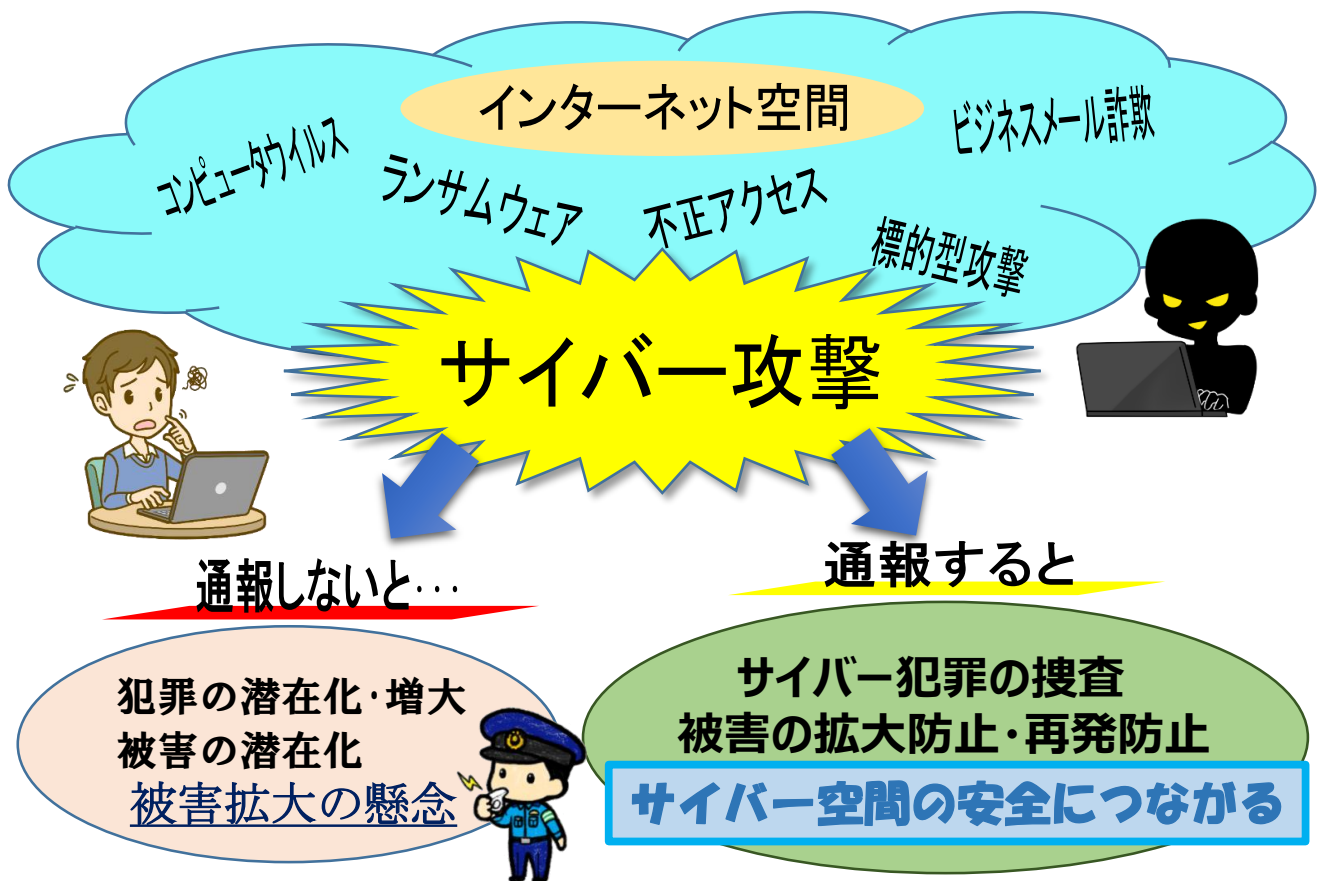 インターネット空間
ビジネスメール詐欺
コンピュータウイルス
ランサムウェア
不正アクセス
標的型攻撃
サイバー攻撃
通報しないと･･･
犯罪の潜在化･増大
被害の潜在化
被害拡大の懸念
通報すると
サイバー犯罪の捜査
被害の拡大防止･再発防止
サイバー空間の安全につながる